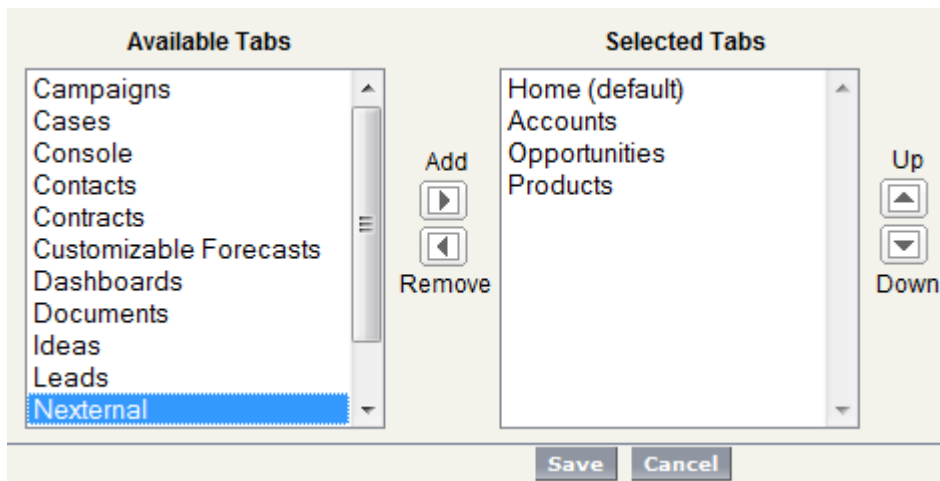 Available Tabs
Campaigns
Cases
Console
Contacts
Contracts
Customizable Forecasts
Dashboards
Documents
Ideas
Leads
Nexternal
Add
Remove
Selected Tabs
Home (default)
Accounts
Opportunities
Products
Up
Down
Save
Cancel